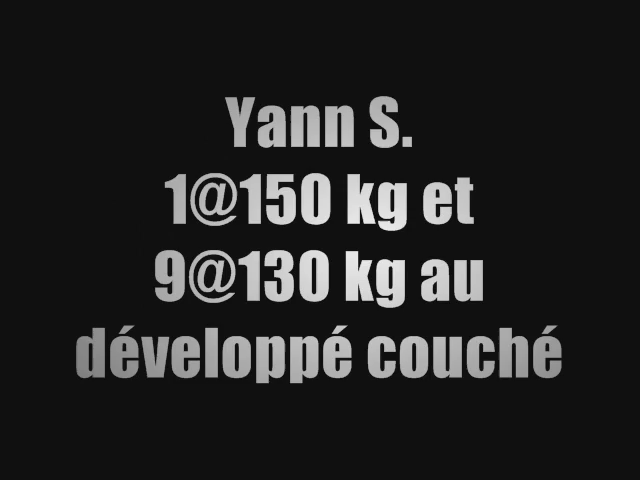 Yann S.
1@150 kg et
9@130 kg au
développé couché